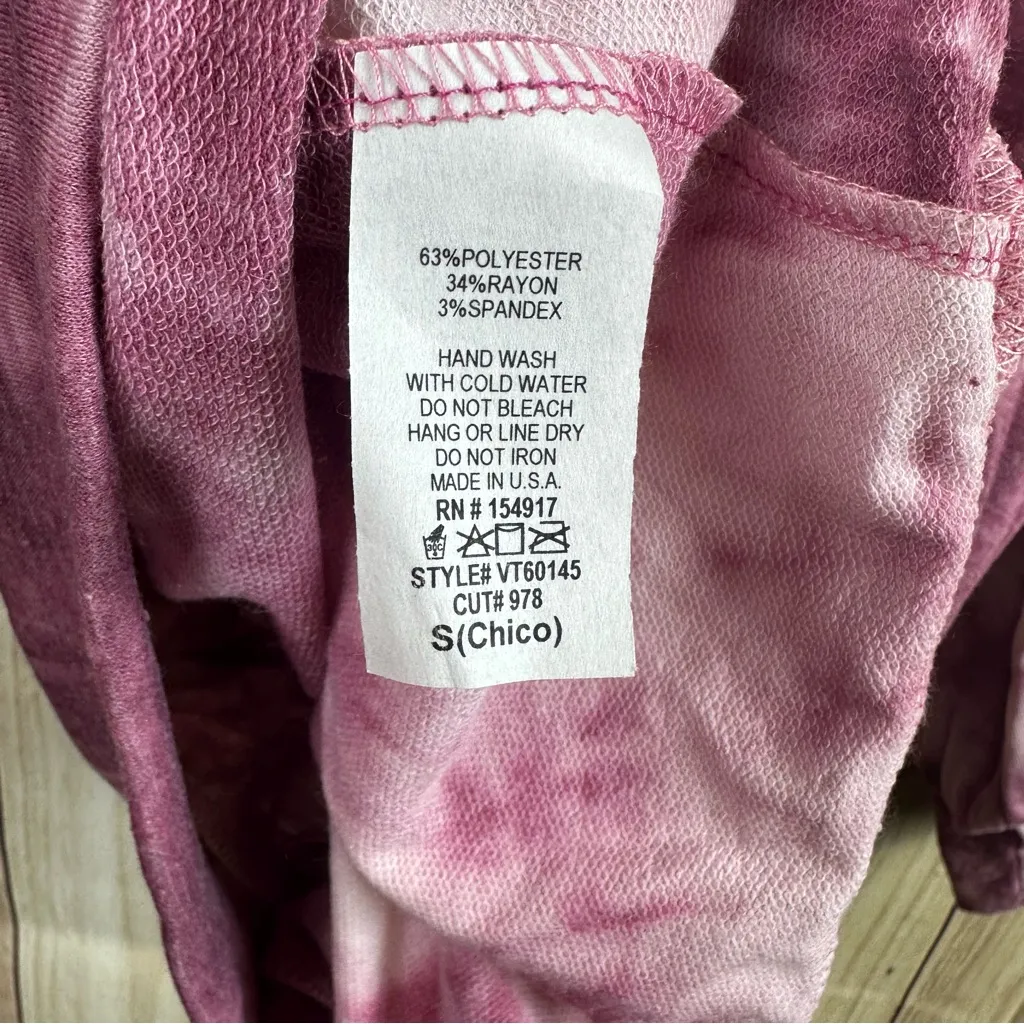 63%POLYESTER
34%RAYON
3%SPANDEX
HAND WASH
WITH COLD WATER
DO NOT BLEACH
HANG OR LINE DRY
DO NOT IRON
MADE IN U.S.A.
RN # 154917
30C
STYLE# VT60145
CUT# 978
S(Chico)